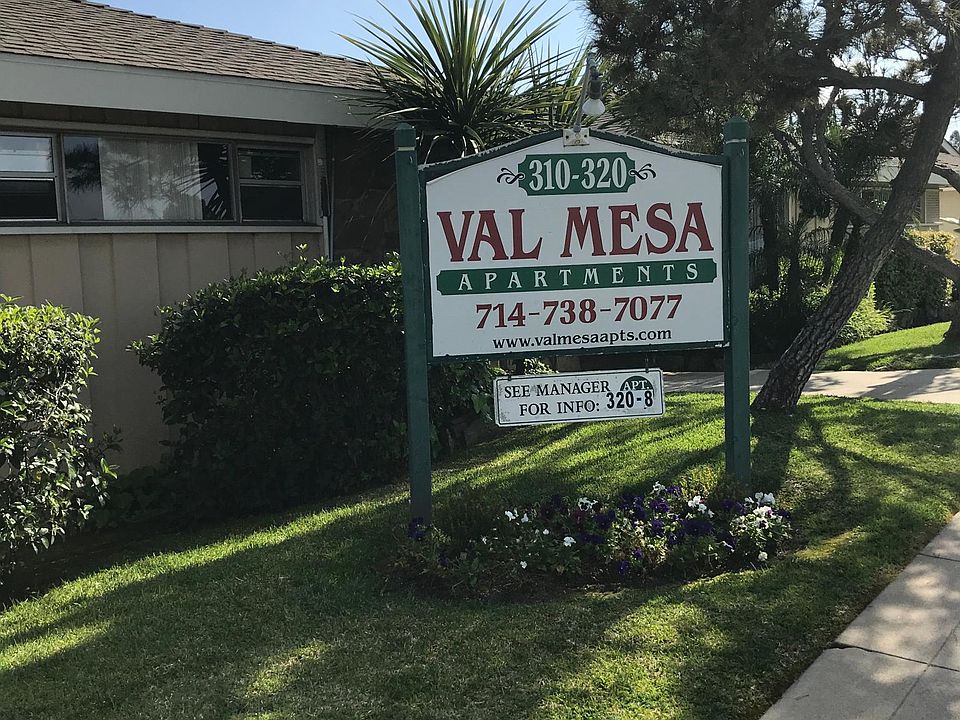 310-320
VAL MESA
APARTMENTS
714-738-7077
www.valmesaapts.com
SEE MANAGER APT.
FOR INFO: 320-8